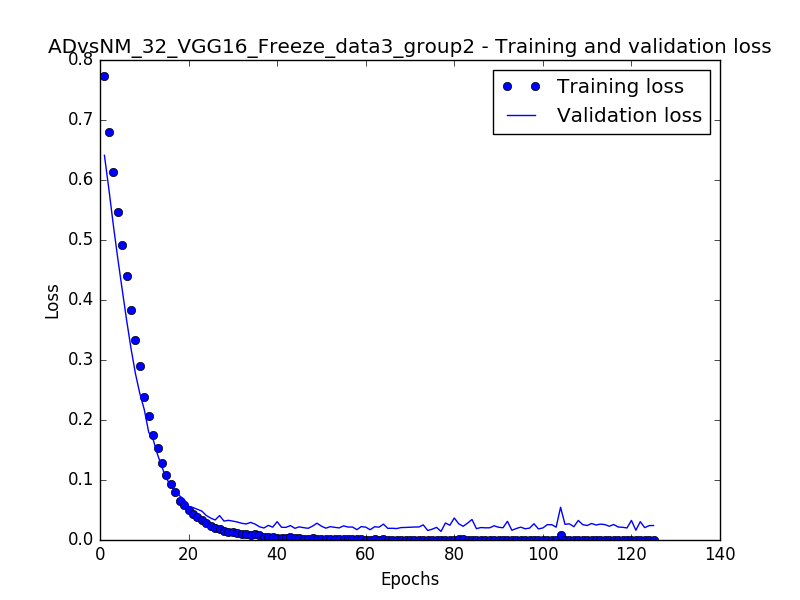 ADvsNM_32_VGG16_Freeze_data3_group2 - Training and validation loss
0.8
0.7
0.6
0.5
0.4
0.3
0.2
0.1
0.0
Loss
Training loss
Validation loss
0 20 40 60 80 100 120 140
Epochs